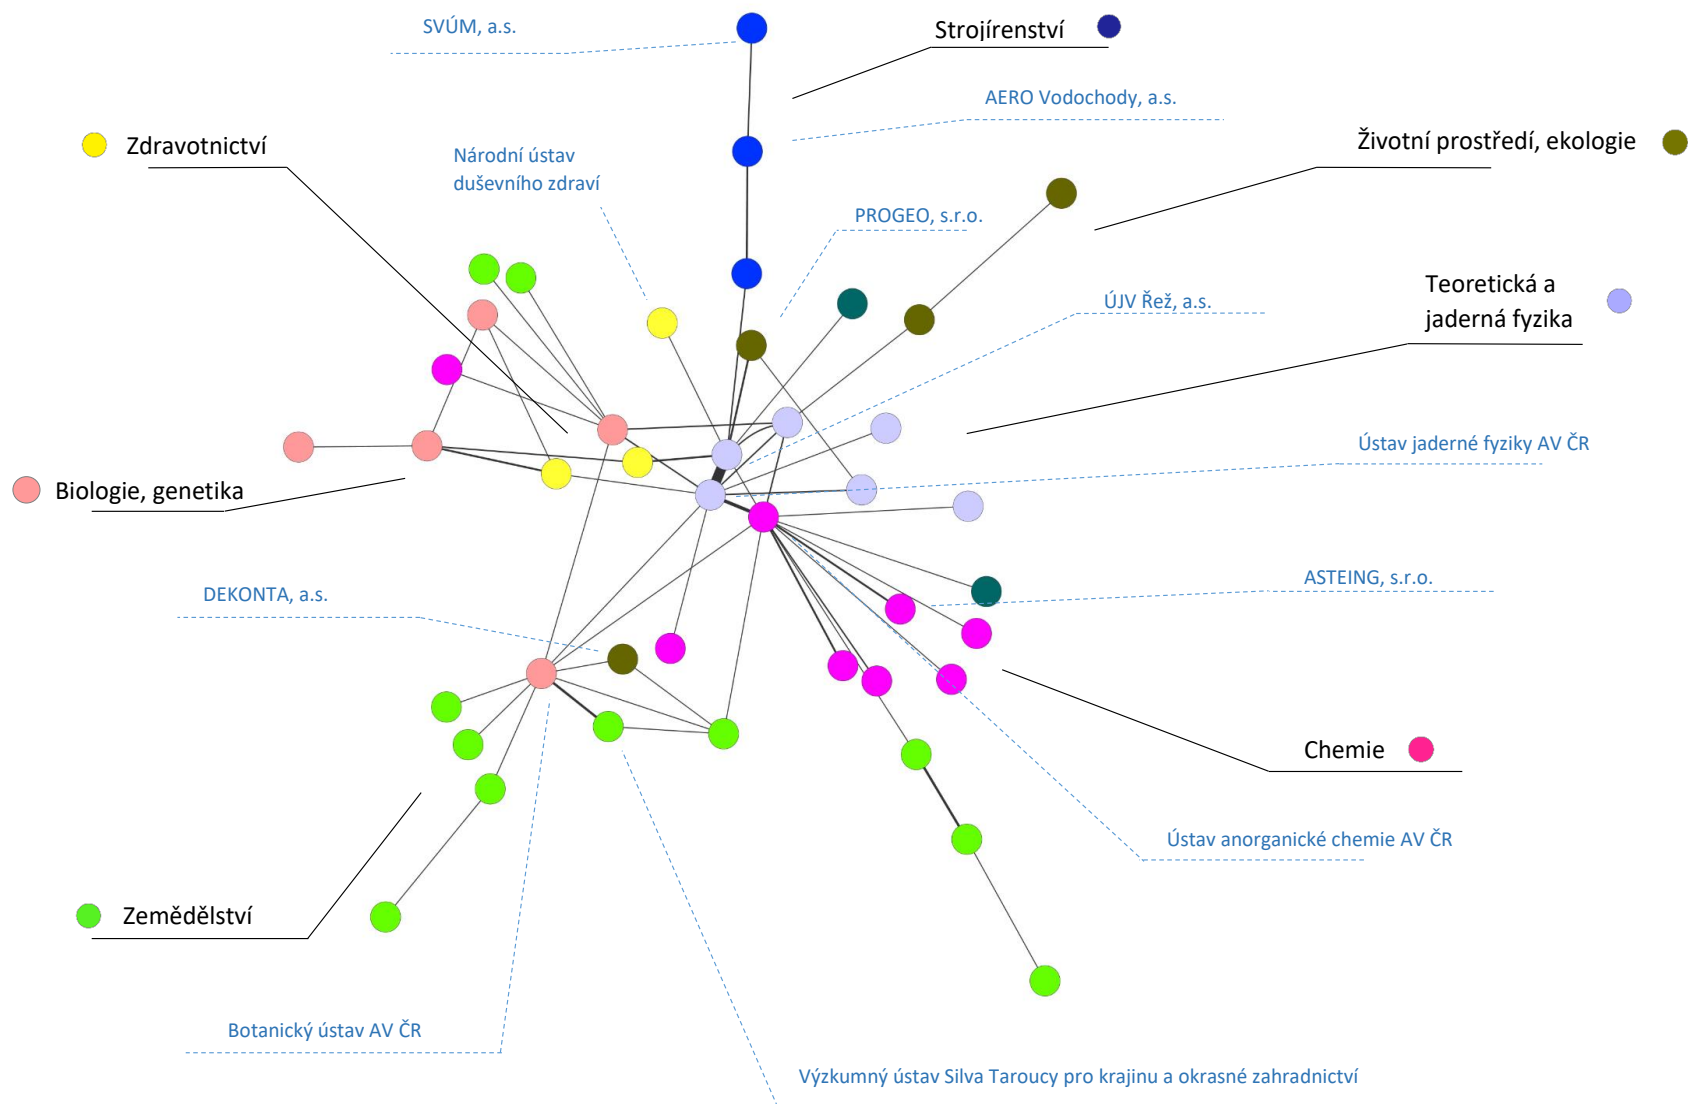 SVÚM, a.s.
Strojírenství
AERO Vodochody, a.s.
Zdravotnictví
Životní prostředí, ekologie
Národní ústav
duševního zdraví
PROGEO, s.r.o.
Teoretická a
jaderná fyzika
ÚJV Řež, a.s.
Ústav jaderné fyziky AV ČR
Biologie, genetika
ASTEING, s.r.o.
DEKONTA, a.s.
Chemie
Ústav anorganické chemie AV ČR
Zemědělství
Botanický ústav AV ČR
Výzkumný ústav Silva Taroucy pro krajinu a okrasné zahradnictví